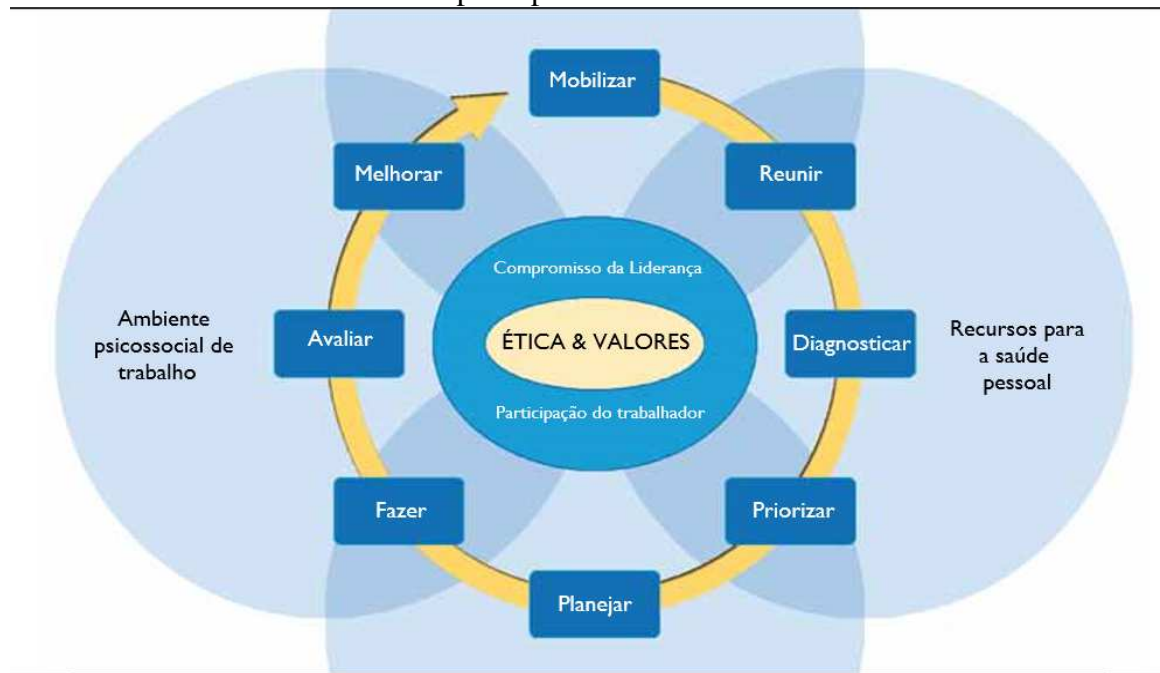 Mobilizar
Melhorar
Reunir
Compromisso da Liderança
Ambiente
psicossocial de
trabalho
Avaliar
ÉTICA & VALORES
Diagnosticar
Recursos para
a saúde
pessoal
Participação do trabalhador
Fazer
Priorizar
Planejar